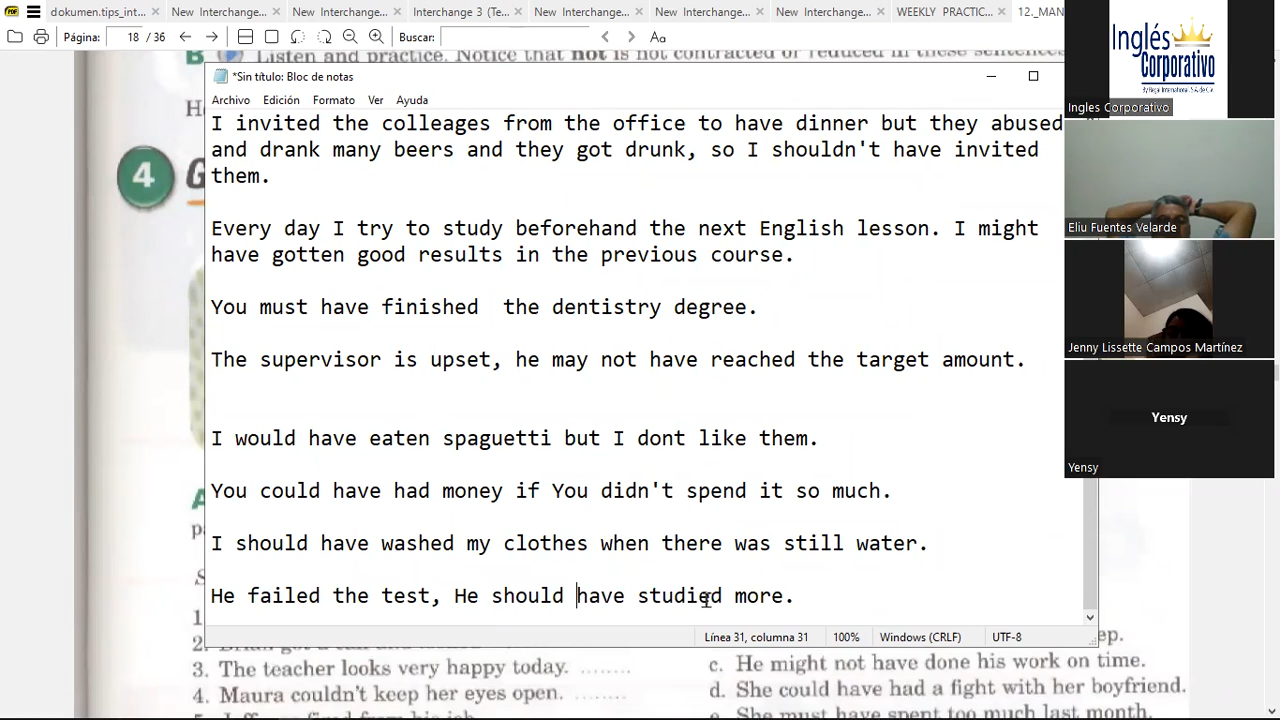 dokumen.tips_int...
New Interchange...
New Interchange...
Interchange 3 (Te...
New Interchange...
New Interchange...
New Interchange...
WEEKLY PRACTIC...
12._MAN
Página: 18 / 36
Buscar:
Aa
B Listen and practice. Notice that not is not contracted or reduced in these sentences
He
*Sin título: Bloc de notas
Archivo Edición Formato Ver Ayuda
4 G
I invited the colleages from the office to have dinner but they abused
and drank many beers and they got drunk, so I shouldn't have invited
them.
Every day I try to study beforehand the next English lesson. I might
have gotten good results in the previous course.
You must have finished the dentistry degree.
The supervisor is upset, he may not have reached the target amount.
I would have eaten spaguetti but I dont like them.
You could have had money if You didn't spend it so much.
I should have washed my clothes when there was still water.
He failed the test, He should have studied more.
A
pa
S
1
Línea 31, columna 31 100% Windows (CRLF) UTF-8
2.
ep.
3. The teacher looks very happy today. ........
c. He might not have done his work on time.
4. Maura couldn't keep her eyes open. ........
d. She could have had a fight with her boyfriend.
e. She must have spent too much last month.
Inglés
Corporativo
By Regal International, S.A. de C.V.
Ingles Corporativo
Eliu Fuentes Velarde
Jenny Lissette Campos Martínez
Yensy
Yensy